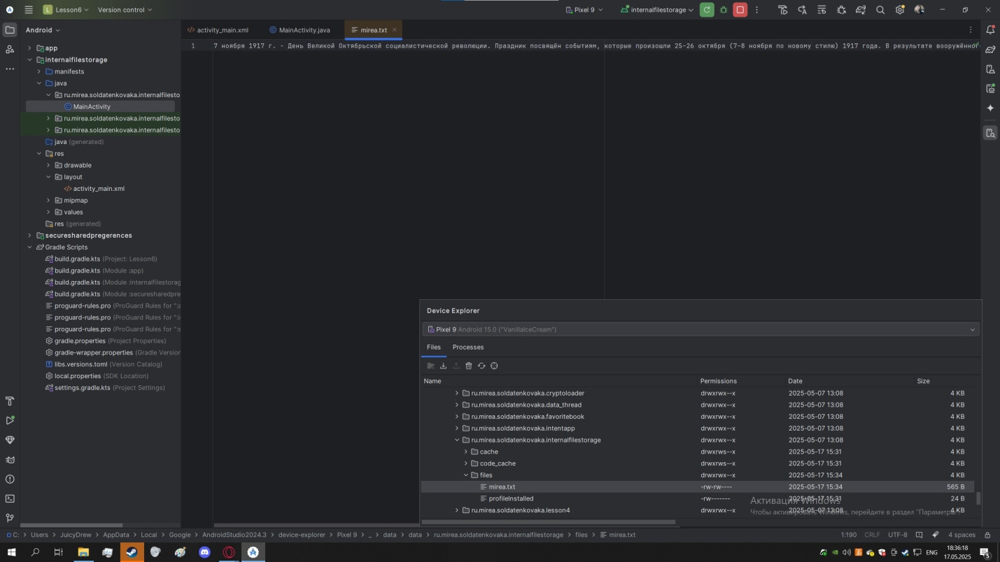 L Lesson6 Version control Pixel 9 internalfilestorage
Android
app
internalfilestorage
manifests
java
ru.mirea.soldatenkovaka.internalfilesto
MainActivity
ru.mirea.soldatenkovaka.internalfilesto
ru.mirea.soldatenkovaka.internalfilesto
java (generated)
res
drawable
layout
activity_main.xml
mipmap
values
res (generated)
securesharedpregerences
Gradle Scripts
build.gradle.kts (Project: Lesson6)
build.gradle.kts (Module :app)
build.gradle.kts (Module :internalfilestorag
build.gradle.kts (Module :securesharedpre
proguard-rules.pro (ProGuard Rules for ":a
proguard-rules.pro (ProGuard Rules for ":i
proguard-rules.pro (ProGuard Rules for ":s
gradle.properties (Project Properties)
gradle-wrapper.properties (Gradle Version
libs.versions.toml (Version Catalog)
local.properties (SDK Location)
settings.gradle.kts (Project Settings)
activity_main.xml MainActivity.java mirea.txt
1 7 ноября 1917 г. - День Великой Октябрьской социалистической революции. Праздник посвящён событиям, которые произошли 25-26 октября (7-8 ноября по новому стилю) 1917 года. В результате вооружённог
Device Explorer
Pixel 9 Android 15.0 ("VanillaIceCream")
Files Processes
Name Permissions Date Size
ru.mirea.soldatenkovaka.cryptoloader drwxrwx--x 2025-05-07 13:08 4 KB
ru.mirea.soldatenkovaka.data_thread drwxrwx--x 2025-05-07 13:08 4 KB
ru.mirea.soldatenkovaka.favoritebook drwxrwx--x 2025-05-07 13:08 4 KB
ru.mirea.soldatenkovaka.intentapp drwxrwx--x 2025-05-07 13:08 4 KB
ru.mirea.soldatenkovaka.internalfilestorage drwxrwx--x 2025-05-07 13:08 4 KB
cache drwxrws--x 2025-05-17 15:31 4 KB
code_cache drwxrws--x 2025-05-17 15:31 4 KB
files drwxrwx--x 2025-05-17 15:34 4 KB
mirea.txt -rw-rw---- 2025-05-17 15:34 565 B
profileInstalled -rw------- 2025-05-17 15:31 24 B
ru.mirea.soldatenkovaka.lesson4 drwxrwx--x 2025-05-07 13:08 4 KB
Активация Windows
Чтобы активировать Windows, перейдите в раздел "Параметры".
C: Users JuicyDrew AppData Local Google AndroidStudio2024.3 device-explorer Pixel 9 _ data data ru.mirea.soldatenkovaka.internalfilestorage files mirea.txt 1:190 CRLF UTF-8 4 spaces
ENG 18:36:18
17.05.2025 5